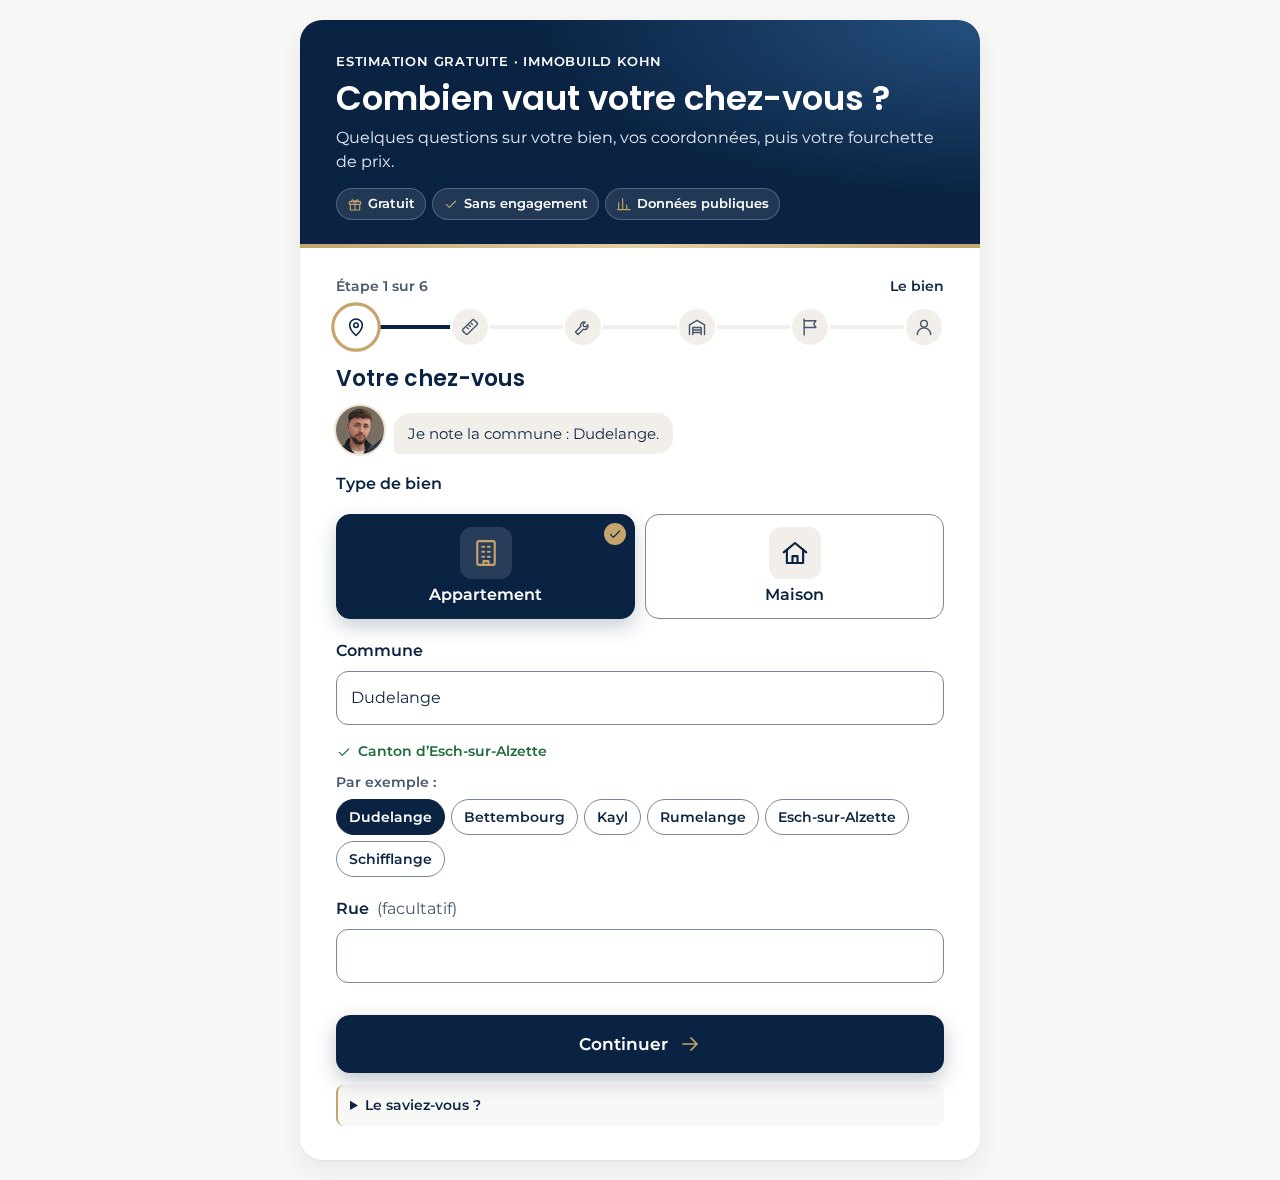 ESTIMATION GRATUITE · IMMOBUILD KOHN
Combien vaut votre chez-vous ?
Quelques questions sur votre bien, vos coordonnées, puis votre fourchette
de prix.
Gratuit
Sans engagement
Données publiques
Étape 1 sur 6
Le bien
Votre chez-vous
Je note la commune : Dudelange.
Type de bien
Appartement
Maison
Commune
Dudelange
Canton d’Esch-sur-Alzette
Par exemple :
Dudelange
Bettembourg
Kayl
Rumelange
Esch-sur-Alzette
Schifflange
Rue (facultatif)
Continuer
Le saviez-vous ?